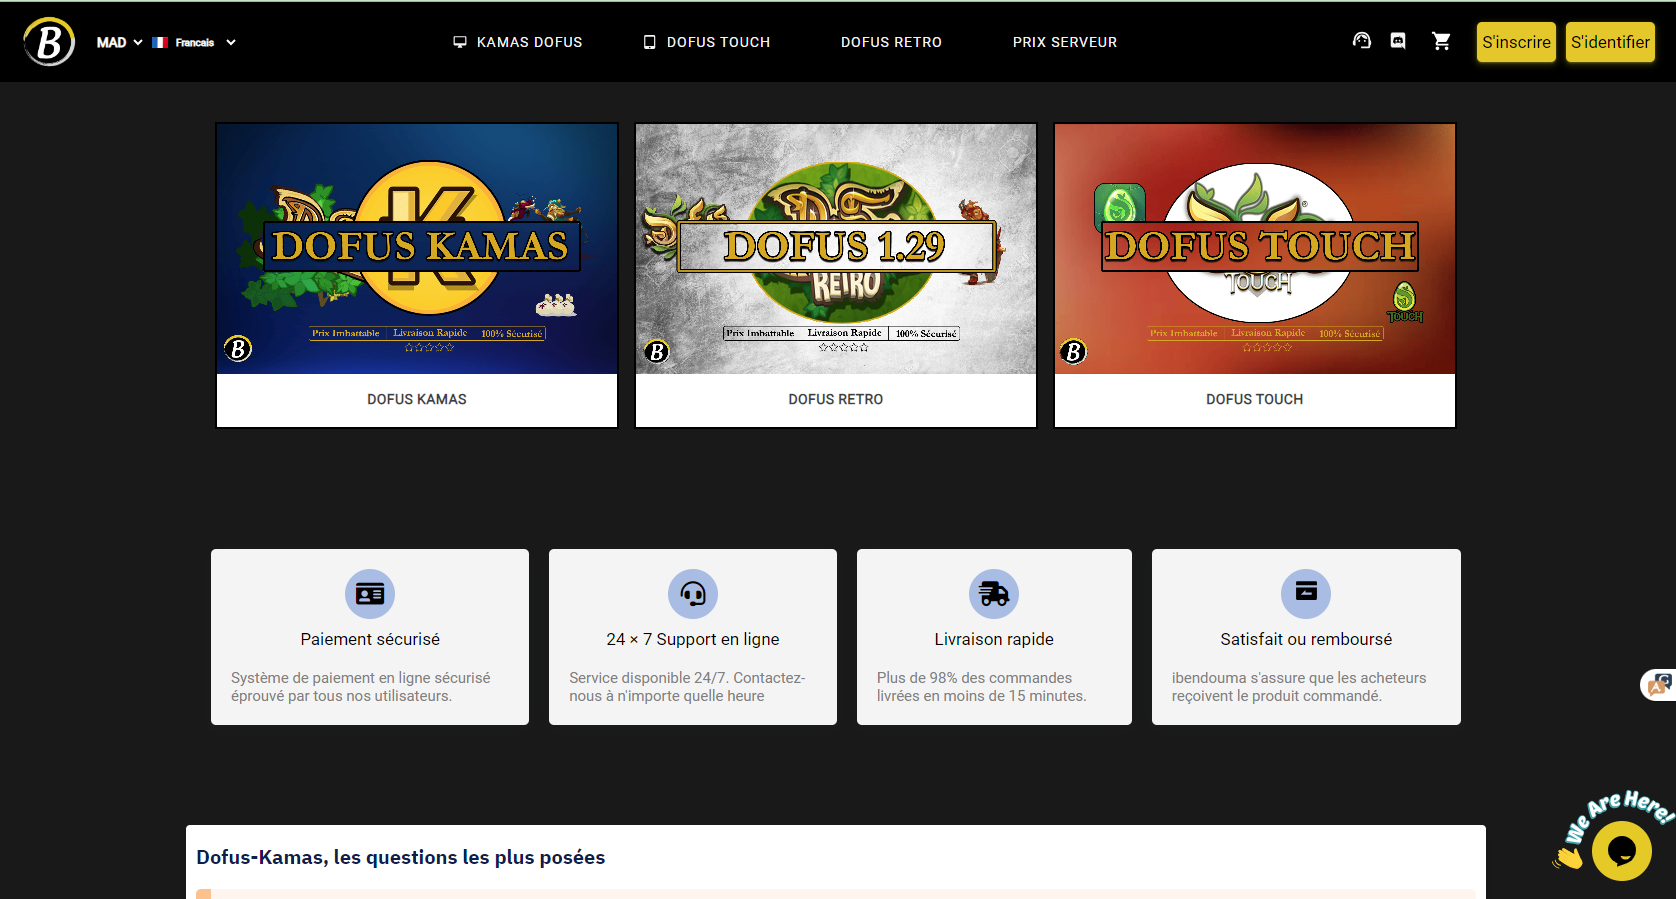 B
MAD
Francais
KAMAS DOFUS
DOFUS TOUCH
DOFUS RETRO
PRIX SERVEUR
S'inscrire
S'identifier
K
DOFUS KAMAS
Prix Imbattable
Livraison Rapide
100% Sécurisé
B
DOFUS KAMAS
DOFUS 1.29
RETRO
Prix Imbattable
Livraison Rapide
100% Sécurisé
B
DOFUS RETRO
®
DOFUS TOUCH
TOUCH
TOUCH
Prix Imbattable
Livraison Rapide
100% Sécurisé
B
DOFUS TOUCH
Paiement sécurisé
Système de paiement en ligne sécurisé
éprouvé par tous nos utilisateurs.
24 × 7 Support en ligne
Service disponible 24/7. Contactez-
nous à n'importe quelle heure
Livraison rapide
Plus de 98% des commandes
livrées en moins de 15 minutes.
Satisfait ou remboursé
ibendouma s'assure que les acheteurs
reçoivent le produit commandé.
We Are Here!
Dofus-Kamas, les questions les plus posées